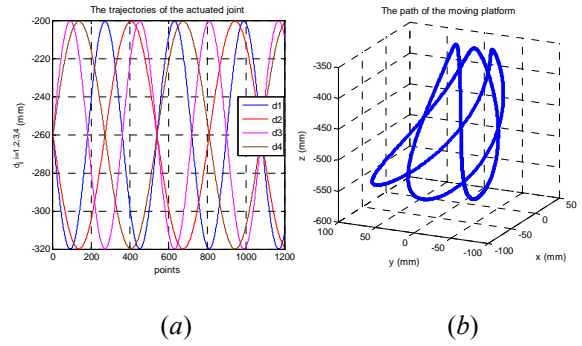 The trajectories of the actuated joint
-200
-220
-240
-260
-280
-300
-320
0 200 400 600 800 1000 1200
points
d1
d2
d3
d4
The path of the moving platform
z (mm)
-350
-400
-450
-500
-550
-600
100
50
0
-50
-100
y (mm)
-100
-50
0
50
x (mm)
(a)
(b)